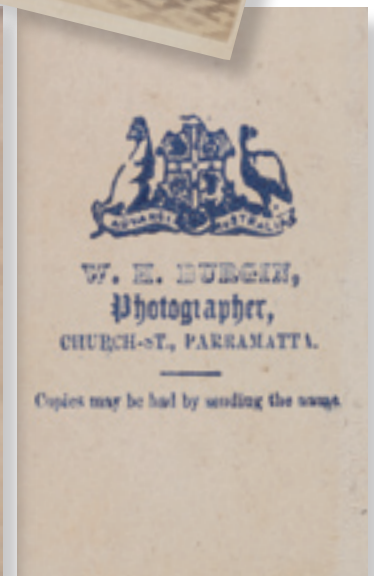 ADVANCE AUSTRALIA
W. H. BURGIN,
Photographer,
CHURCH-ST., PARRAMATTA.
Copies may be had by sending the name.